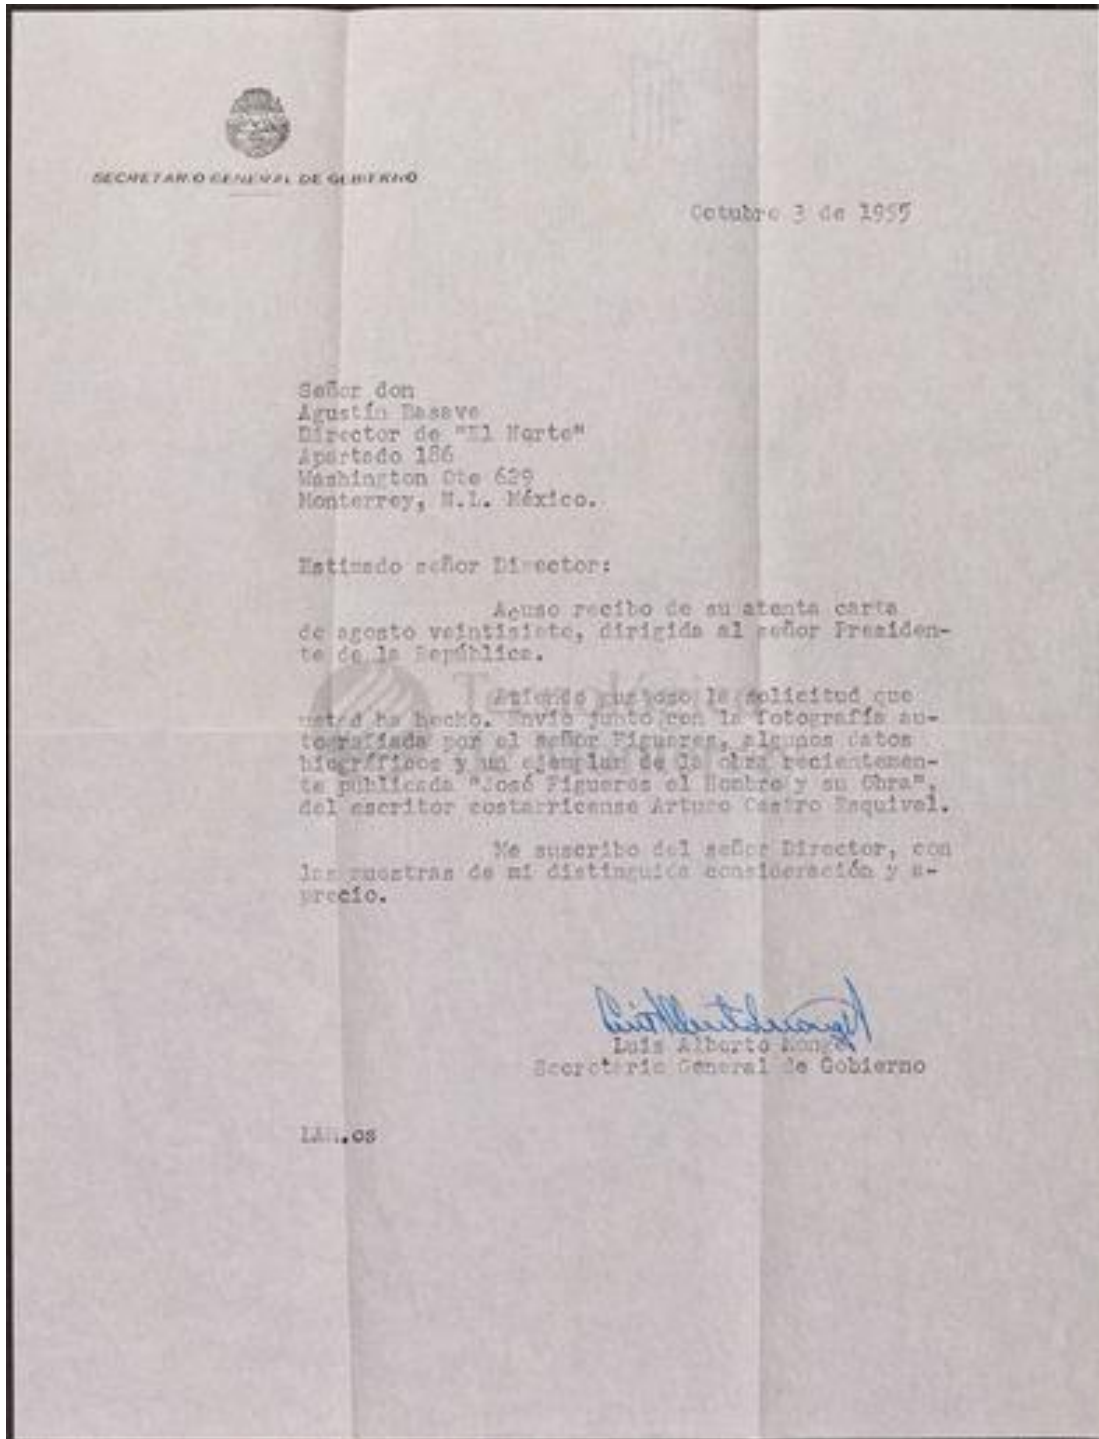 SECRETARIO GENERAL DE GOBIERNO
Octubre 3 de 1955
Señor don
Agustín Basave
Director de "El Norte"
Apartado 186
Washington Ote 629
Monterrey, N.L. México.
Estimado señor Director:
Acuso recibo de su atenta carta
de agosto veintisiete, dirigida al señor Presiden-
te de la República.
Atiendo gustoso la solicitud que
usted ha hecho. Envío junto con la fotografía au-
tografiada por el señor Figueres, algunos datos
biográficos y un ejemplar de la obra recientemen-
te publicada "José Figueres el Hombre y su Obra",
del escritor costarricense Arturo Castro Esquivel.
Me suscribo del señor Director, con
las muestras de mi distinguida consideración y a-
precio.
Luis Alberto Monge
Secretario General de Gobierno
LAM.cs